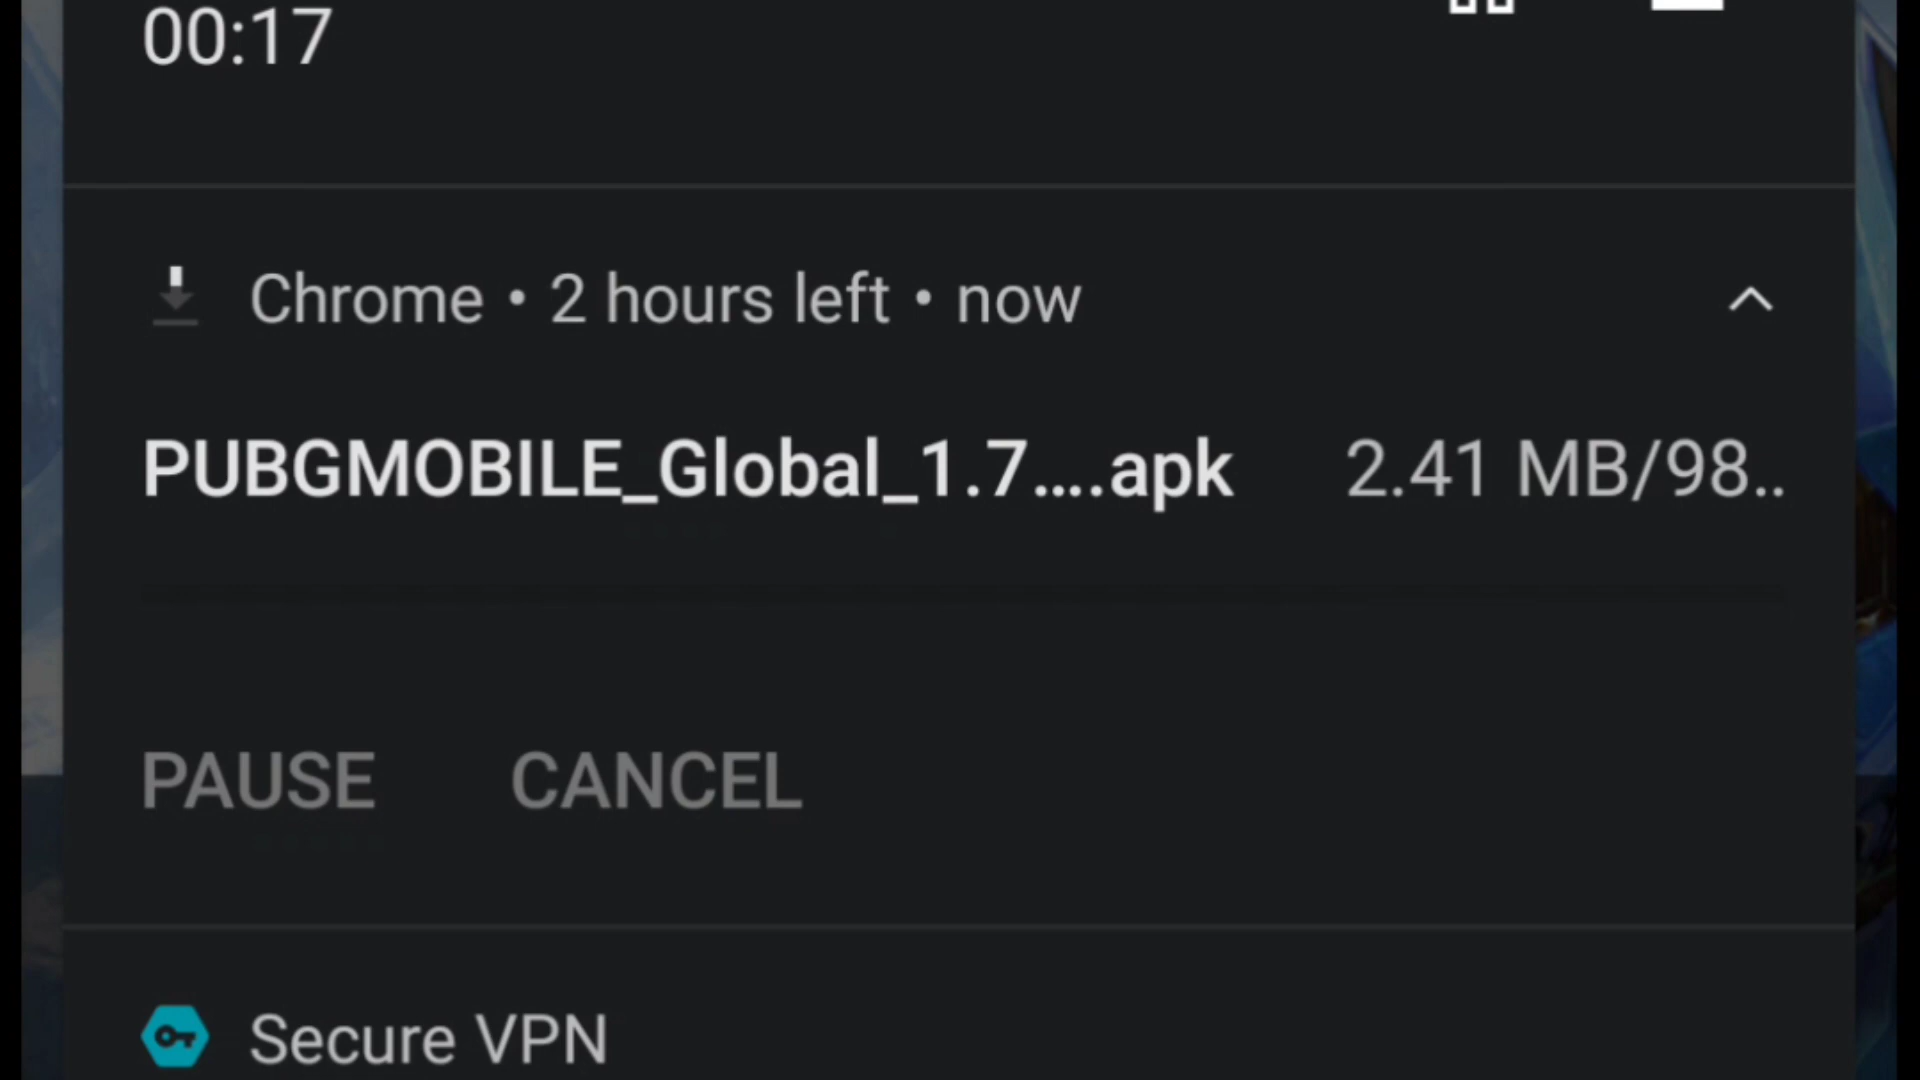 00:17
Chrome • 2 hours left • now
PUBGMOBILE_Global_1.7....apk 2.41 MB/98..
PAUSE CANCEL
Secure VPN